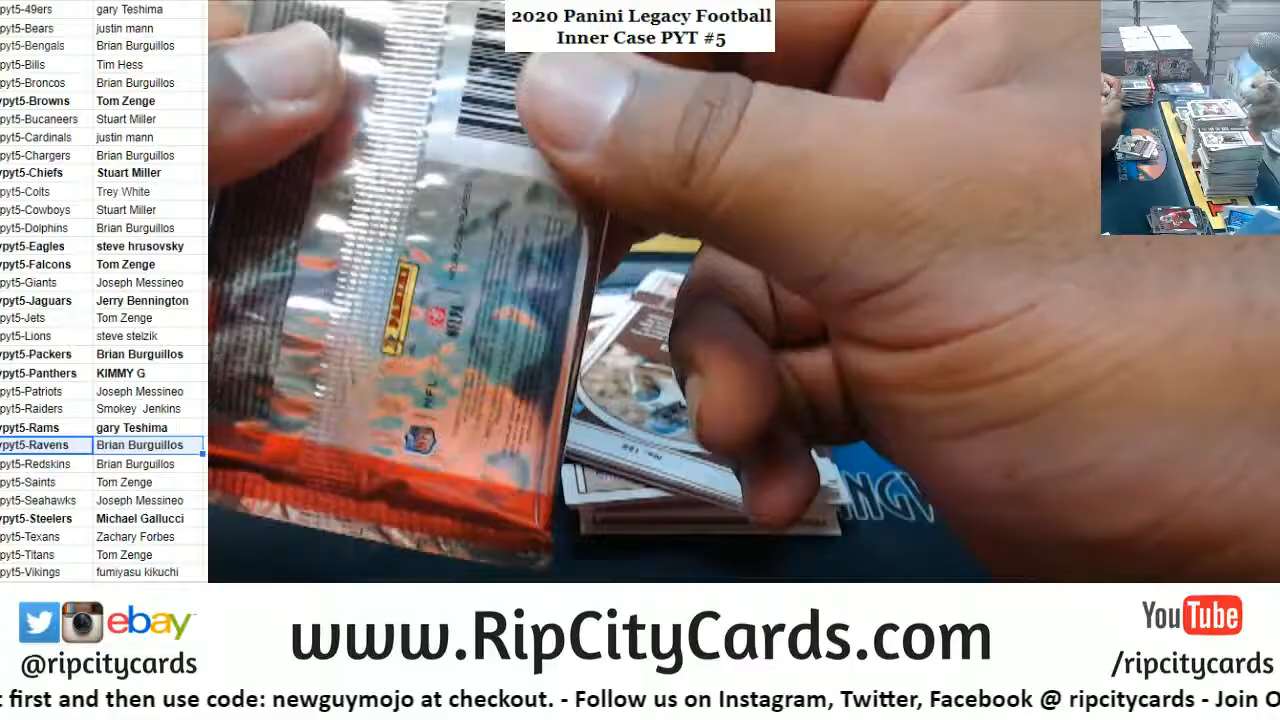 2020 Panini Legacy Football
Inner Case PYT #5
pyt5-49ers gary Teshima
pyt5-Bears justin mann
pyt5-Bengals Brian Burguillos
pyt5-Bills Tim Hess
pyt5-Broncos Brian Burguillos
pyt5-Browns Tom Zenge
pyt5-Bucaneers Stuart Miller
pyt5-Cardinals justin mann
pyt5-Chargers Brian Burguillos
pyt5-Chiefs Stuart Miller
pyt5-Colts Trey White
pyt5-Cowboys Stuart Miller
pyt5-Dolphins Brian Burguillos
pyt5-Eagles steve hrusovsky
pyt5-Falcons Tom Zenge
pyt5-Giants Joseph Messineo
pyt5-Jaguars Jerry Bennington
pyt5-Jets Tom Zenge
pyt5-Lions steve stelzik
pyt5-Packers Brian Burguillos
pyt5-Panthers KIMMY G
pyt5-Patriots Joseph Messineo
pyt5-Raiders Smokey Jenkins
pyt5-Rams gary Teshima
pyt5-Ravens Brian Burguillos
pyt5-Redskins Brian Burguillos
pyt5-Saints Tom Zenge
pyt5-Seahawks Joseph Messineo
pyt5-Steelers Michael Gallucci
pyt5-Texans Zachary Forbes
pyt5-Titans Tom Zenge
pyt5-Vikings fumiyasu kikuchi
PANINI
NFL
ebay
@ripcitycards
www.RipCityCards.com
YouTube
/ripcitycards
first and then use code: newguymojo at checkout. - Follow us on Instagram, Twitter, Facebook @ ripcitycards - Join O